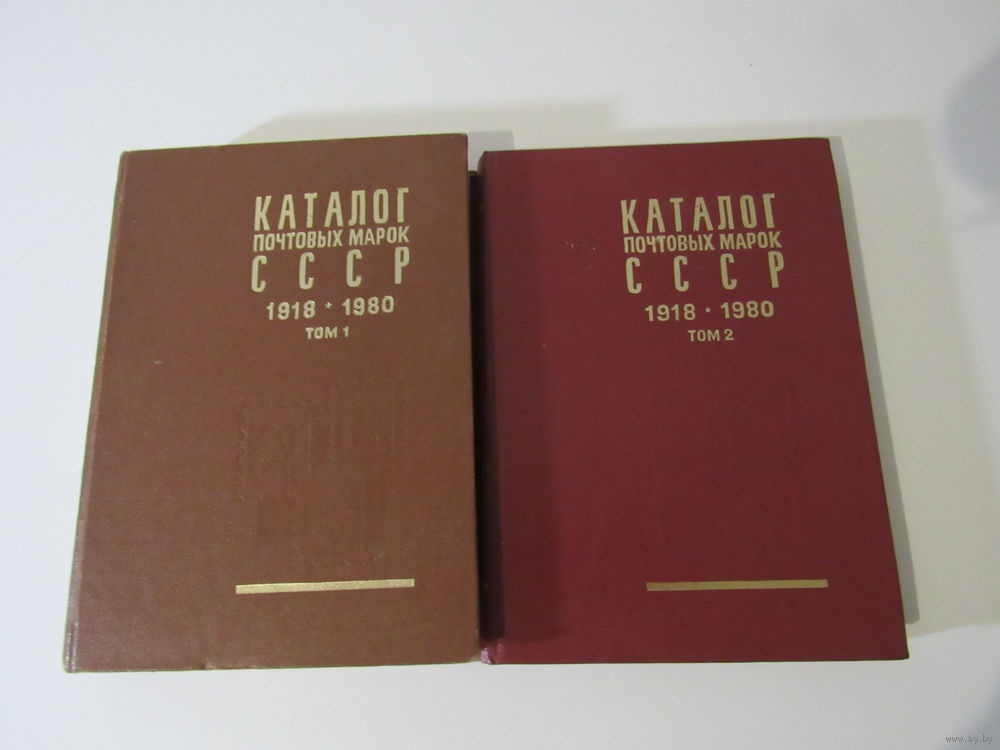 КАТАЛОГ
ПОЧТОВЫХ МАРОК
СССР
1918 * 1980
ТОМ 1
КАТАЛОГ
ПОЧТОВЫХ МАРОК
СССР
1918 * 1980
ТОМ 2
www.ay.by